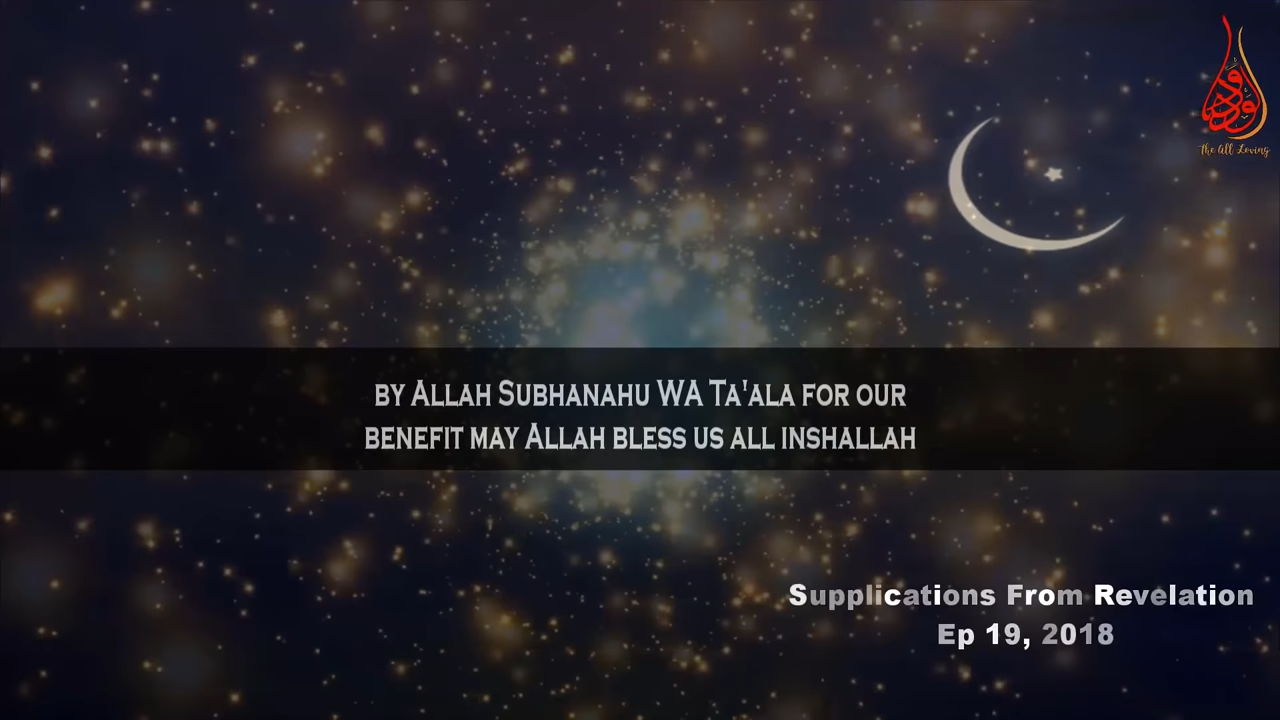 The All Loving
BY ALLAH SUBHANAHU WA TA'ALA FOR OUR
BENEFIT MAY ALLAH BLESS US ALL INSHALLAH
Supplications From Revelation
Ep 19, 2018